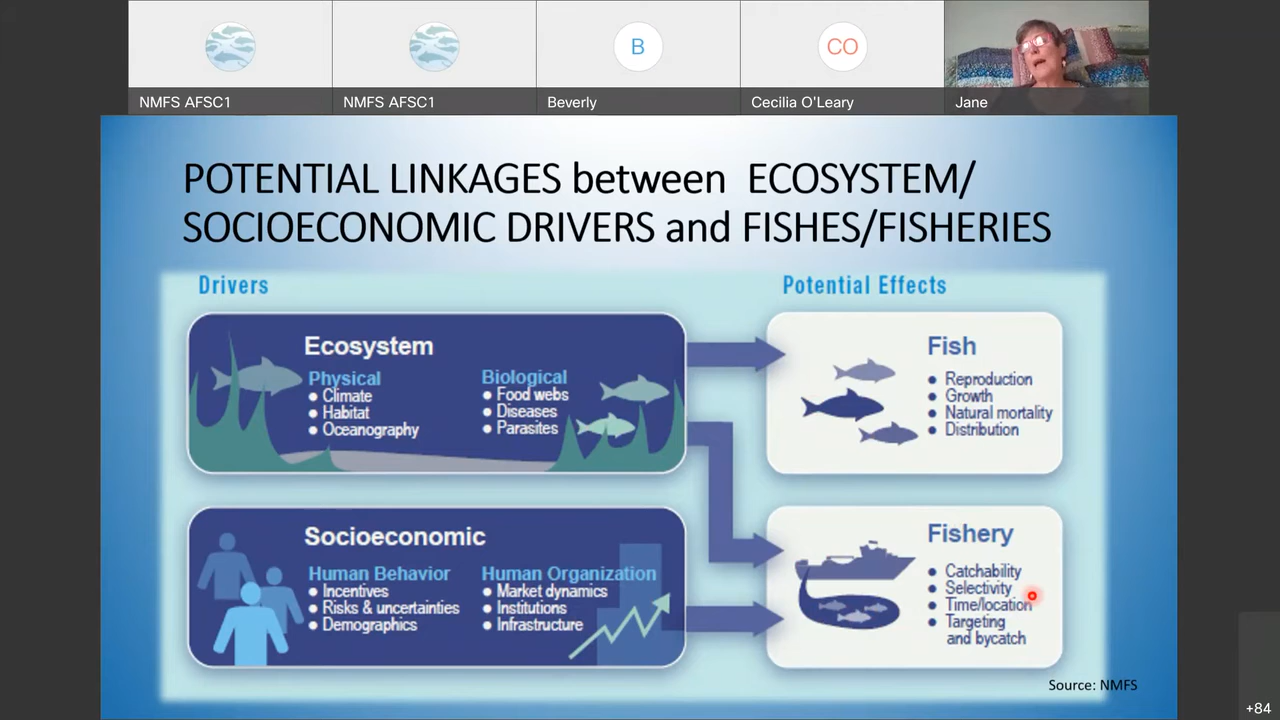 NMFS AFSC1
NMFS AFSC1
B
Beverly
CO
Cecilia O'Leary
Jane
POTENTIAL LINKAGES between ECOSYSTEM/
SOCIOECONOMIC DRIVERS and FISHES/FISHERIES
Drivers
Potential Effects
Ecosystem
Physical
● Climate
● Habitat
● Oceanography
Biological
● Food webs
● Diseases
● Parasites
Fish
● Reproduction
● Growth
● Natural mortality
● Distribution
Socioeconomic
Human Behavior
● Incentives
● Risks & uncertainties
● Demographics
Human Organization
● Market dynamics
● Institutions
● Infrastructure
Fishery
● Catchability
● Selectivity
● Time/location
● Targeting
and bycatch
Source: NMFS
+84